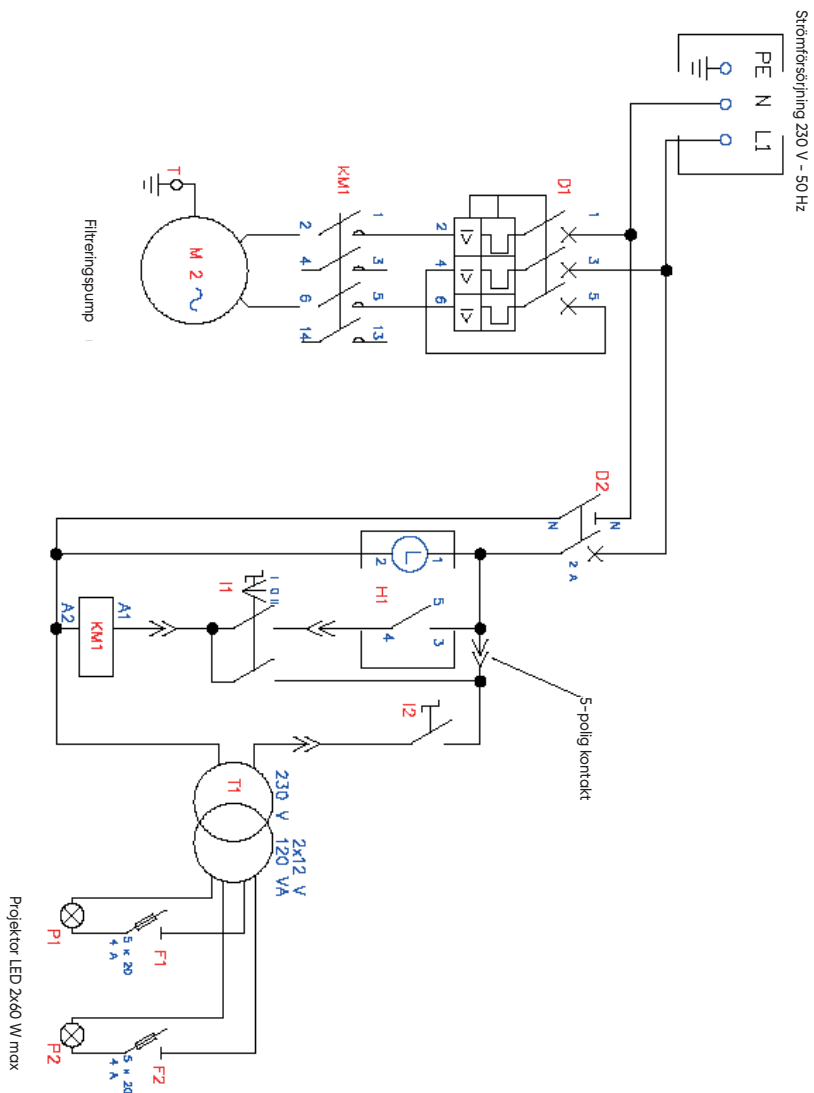 Strömförsörjning 230 V - 50 Hz
PE N L1
D1
1 3 5
2 4 6
I> I> I>
KM1
1 3 5 13
2 4 6 14
T
M 2 ~
Filtreringspump
D2
N
N
2 A
L
1
2
H1
5
3
4
I1
I 0 II
A1
A2
KM1
5-polig kontakt
I2
T1
230 V
2x12 V
120 VA
F1
5 x 20
4 A
P1
F2
5 x 20
4 A
P2
Projektor LED 2x60 W max